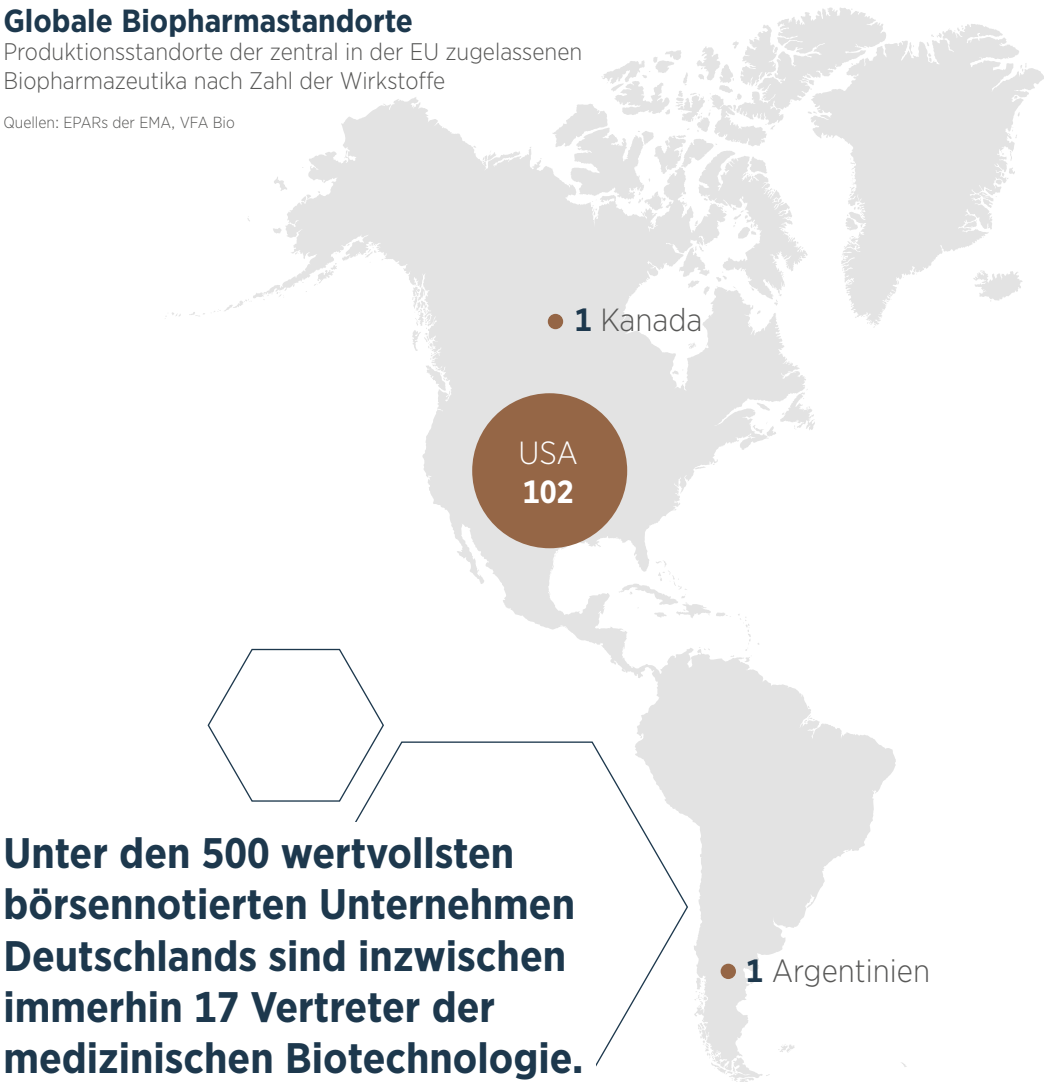 Globale Biopharmastandorte
Produktionsstandorte der zentral in der EU zugelassenen
Biopharmazeutika nach Zahl der Wirkstoffe
Quellen: EPARs der EMA, VFA Bio
1 Kanada
USA
102
Unter den 500 wertvollsten
börsennotierten Unternehmen
Deutschlands sind inzwischen
immerhin 17 Vertreter der
medizinischen Biotechnologie.
1 Argentinien